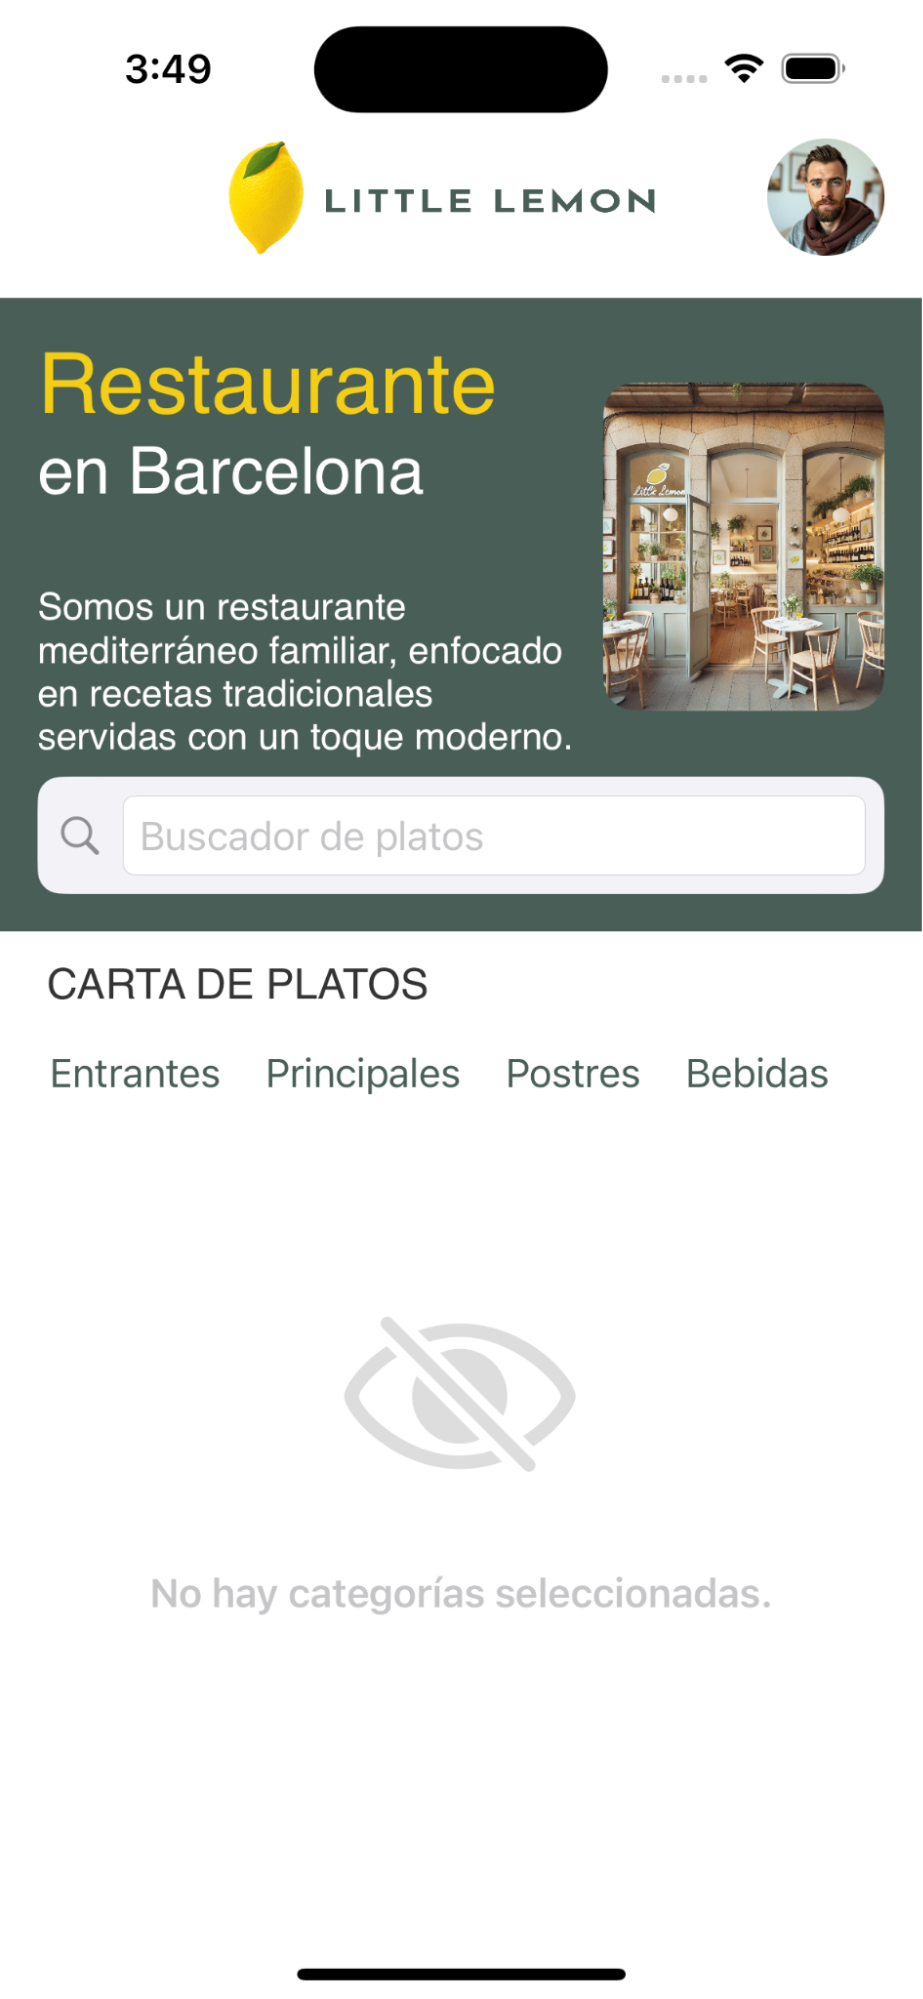 3:49
LITTLE LEMON
Restaurante
en Barcelona
Little Lemon
Somos un restaurante
mediterráneo familiar, enfocado
en recetas tradicionales
servidas con un toque moderno.
Buscador de platos
CARTA DE PLATOS
Entrantes Principales Postres Bebidas
No hay categorías seleccionadas.